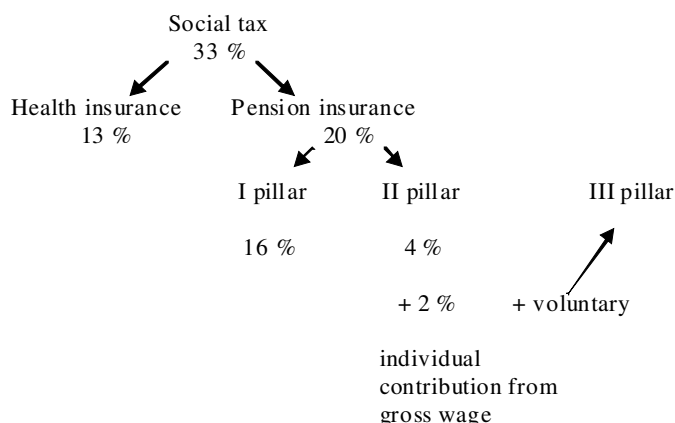 Social tax
33 %
Health insurance
13 %
Pension insurance
20 %
I pillar
II pillar
III pillar
16 %
4 %
+ 2 %
+ voluntary
individual
contribution from
gross wage